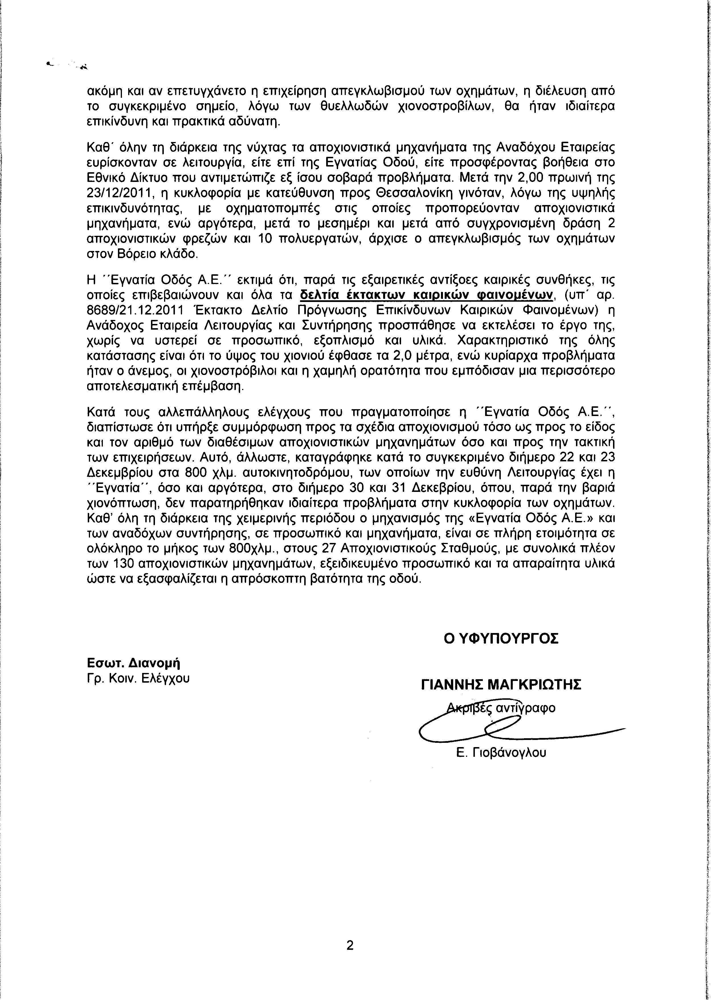 ακόμη και αν επετυγχάνετο η επιχείρηση απεγκλωβισμού των οχημάτων, η διέλευση από
το συγκεκριμένο σημείο, λόγω των θυελλωδών χιονοστροβίλων, θα ήταν ιδιαίτερα
επικίνδυνη και πρακτικά αδύνατη.
Καθ΄ όλην τη διάρκεια της νύχτας τα αποχιονιστικά μηχανήματα της Αναδόχου Εταιρείας
ευρίσκονταν σε λειτουργία, είτε επί της Εγνατίας Οδού, είτε προσφέροντας βοήθεια στο
Εθνικό Δίκτυο που αντιμετώπιζε εξ ίσου σοβαρά προβλήματα. Μετά την 2,00 πρωινή της
23/12/2011, η κυκλοφορία με κατεύθυνση προς Θεσσαλονίκη γινόταν, λόγω της υψηλής
επικινδυνότητας, με οχηματοπομπές στις οποίες προπορεύονταν αποχιονιστικά
μηχανήματα, ενώ αργότερα, μετά το μεσημέρι και μετά από συγχρονισμένη δράση 2
αποχιονιστικών φρεζών και 10 πολυεργατών, άρχισε ο απεγκλωβισμός των οχημάτων
στον Βόρειο κλάδο.
Η ΄΄Εγνατία Οδός Α.Ε.΄΄ εκτιμά ότι, παρά τις εξαιρετικές αντίξοες καιρικές συνθήκες, τις
οποίες επιβεβαιώνουν και όλα τα δελτία έκτακτων καιρικών φαινομένων, (υπ΄ αρ.
8689/21.12.2011 Έκτακτο Δελτίο Πρόγνωσης Επικίνδυνων Καιρικών Φαινομένων) η
Ανάδοχος Εταιρεία Λειτουργίας και Συντήρησης προσπάθησε να εκτελέσει το έργο της,
χωρίς να υστερεί σε προσωπικό, εξοπλισμό και υλικά. Χαρακτηριστικό της όλης
κατάστασης είναι ότι το ύψος του χιονιού έφθασε τα 2,0 μέτρα, ενώ κυρίαρχα προβλήματα
ήταν ο άνεμος, οι χιονοστρόβιλοι και η χαμηλή ορατότητα που εμπόδισαν μια περισσότερο
αποτελεσματική επέμβαση.
Κατά τους αλλεπάλληλους ελέγχους που πραγματοποίησε η ΄΄Εγνατία Οδός Α.Ε.΄΄,
διαπίστωσε ότι υπήρξε συμμόρφωση προς τα σχέδια αποχιονισμού τόσο ως προς το είδος
και τον αριθμό των διαθέσιμων αποχιονιστικών μηχανημάτων όσο και προς την τακτική
των επιχειρήσεων. Αυτό, άλλωστε, καταγράφηκε κατά το συγκεκριμένο διήμερο 22 και 23
Δεκεμβρίου στα 800 χλμ. αυτοκινητοδρόμου, των οποίων την ευθύνη Λειτουργίας έχει η
΄΄Εγνατία΄΄, όσο και αργότερα, στο διήμερο 30 και 31 Δεκεβρίου, όπου, παρά την βαριά
χιονόπτωση, δεν παρατηρήθηκαν ιδιαίτερα προβλήματα στην κυκλοφορία των οχημάτων.
Καθ’ όλη τη διάρκεια της χειμερινής περιόδου ο μηχανισμός της «Εγνατία Οδός Α.Ε.» και
των αναδόχων συντήρησης, σε προσωπικό και μηχανήματα, είναι σε πλήρη ετοιμότητα σε
ολόκληρο το μήκος των 800χλμ., στους 27 Αποχιονιστικούς Σταθμούς, με συνολικά πλέον
των 130 αποχιονιστικών μηχανημάτων, εξειδικευμένο προσωπικό και τα απαραίτητα υλικά
ώστε να εξασφαλίζεται η απρόσκοπτη βατότητα της οδού.
Ο ΥΦΥΠΟΥΡΓΟΣ
Εσωτ. Διανομή
Γρ. Κοιν. Ελέγχου
ΓΙΑΝΝΗΣ ΜΑΓΚΡΙΩΤΗΣ
Ακριβές αντίγραφο
Ε. Γιοβάνογλου
2